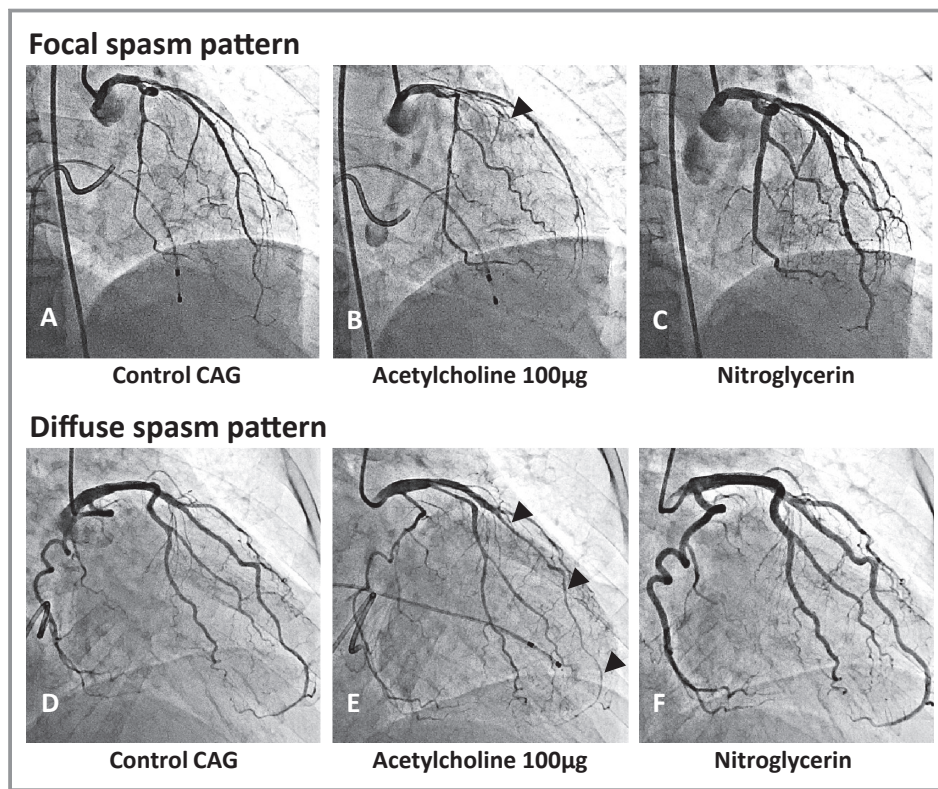 Focal spasm pattern
A
B
C
Control CAG
Acetylcholine 100µg
Nitroglycerin
Diffuse spasm pattern
D
E
F
Control CAG
Acetylcholine 100µg
Nitroglycerin